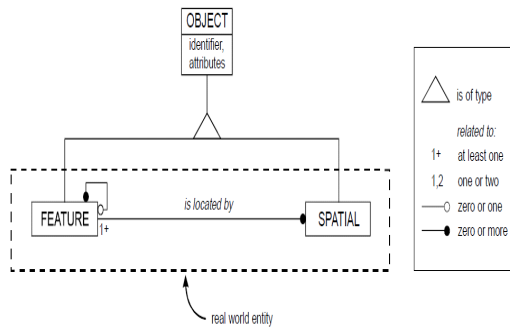 OBJECT
identifier,
attributes
is of type
related to:
1+ at least one
1,2 one or two
zero or one
zero or more
is located by
FEATURE
SPATIAL
1+
real world entity